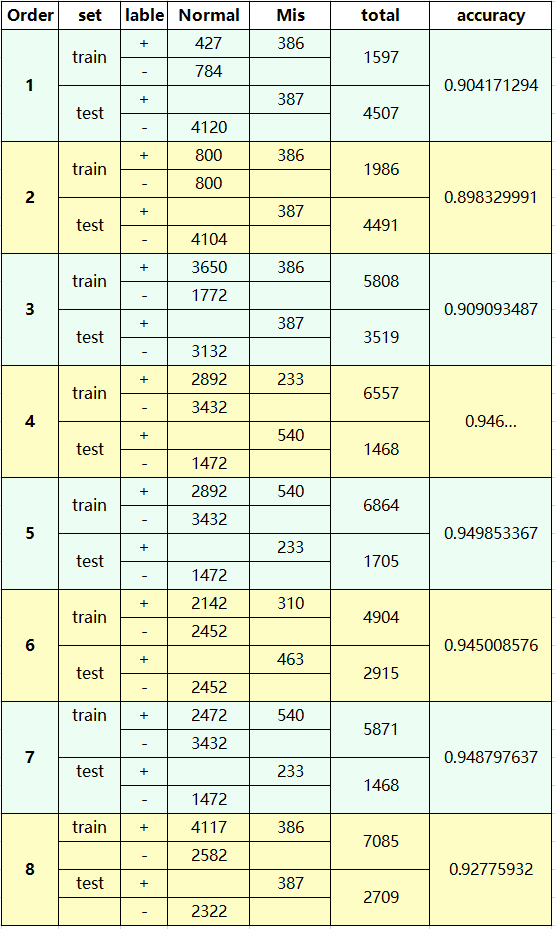 Order set lable Normal Mis total accuracy
1 train + 427 386 1597 0.904171294
- 784
test + 387 4507
- 4120
2 train + 800 386 1986 0.898329991
- 800
test + 387 4491
- 4104
3 train + 3650 386 5808 0.909093487
- 1772
test + 387 3519
- 3132
4 train + 2892 233 6557 0.946...
- 3432
test + 540 1468
- 1472
5 train + 2892 540 6864 0.949853367
- 3432
test + 233 1705
- 1472
6 train + 2142 310 4904 0.945008576
- 2452
test + 463 2915
- 2452
7 train + 2472 540 5871 0.948797637
- 3432
test + 233 1468
- 1472
8 train + 4117 386 7085 0.92775932
- 2582
test + 387 2709
- 2322